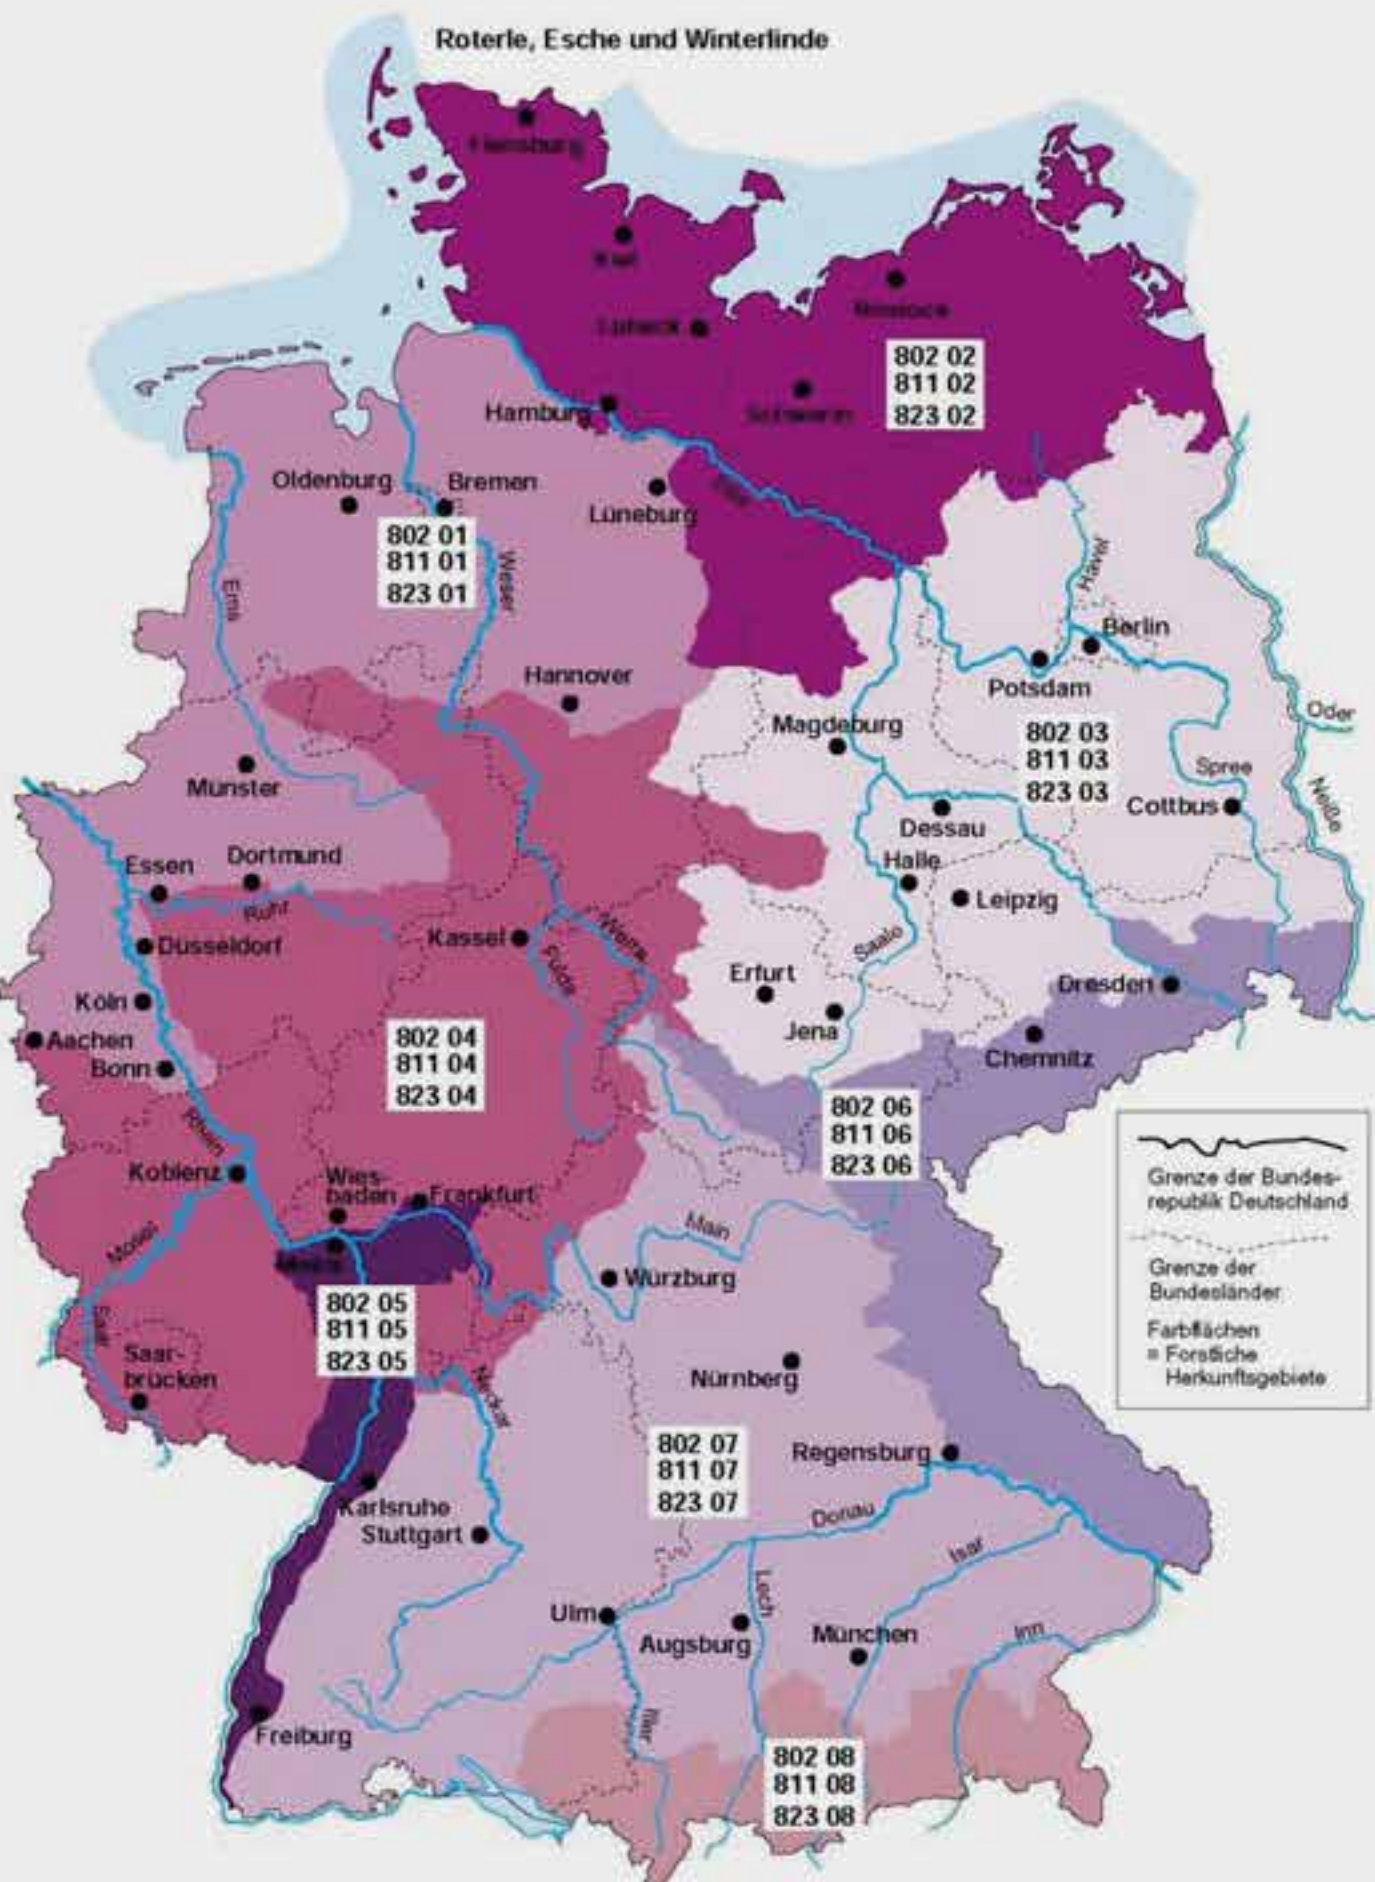 Roterle, Esche und Winterlinde
Flensburg
Kiel
Lübeck
Rostock
802 02
811 02
823 02
Schwerin
Hamburg
Oldenburg
Bremen
Lüneburg
Elbe
802 01
811 01
823 01
Weser
Ems
Havel
Berlin
Potsdam
Hannover
Magdeburg
802 03
811 03
823 03
Oder
Spree
Neiße
Cottbus
Münster
Dessau
Essen
Dortmund
Halle
Leipzig
Ruhr
Düsseldorf
Kassel
Werra
Fulda
Saale
Erfurt
Dresden
Köln
Jena
Aachen
Chemnitz
Bonn
802 04
811 04
823 04
802 06
811 06
823 06
Rhein
Koblenz
Wies-
baden
Frankfurt
Mosel
Main
Mainz
Würzburg
Grenze der Bundes-
republik Deutschland
Grenze der
Bundesländer
Farbflächen
= Forstliche
Herkunftsgebiete
802 05
811 05
823 05
Saar
Saar-
brücken
Neckar
Nürnberg
802 07
811 07
823 07
Regensburg
Karlsruhe
Stuttgart
Donau
Isar
Lech
Ulm
Augsburg
München
Inn
Iller
Freiburg
802 08
811 08
823 08